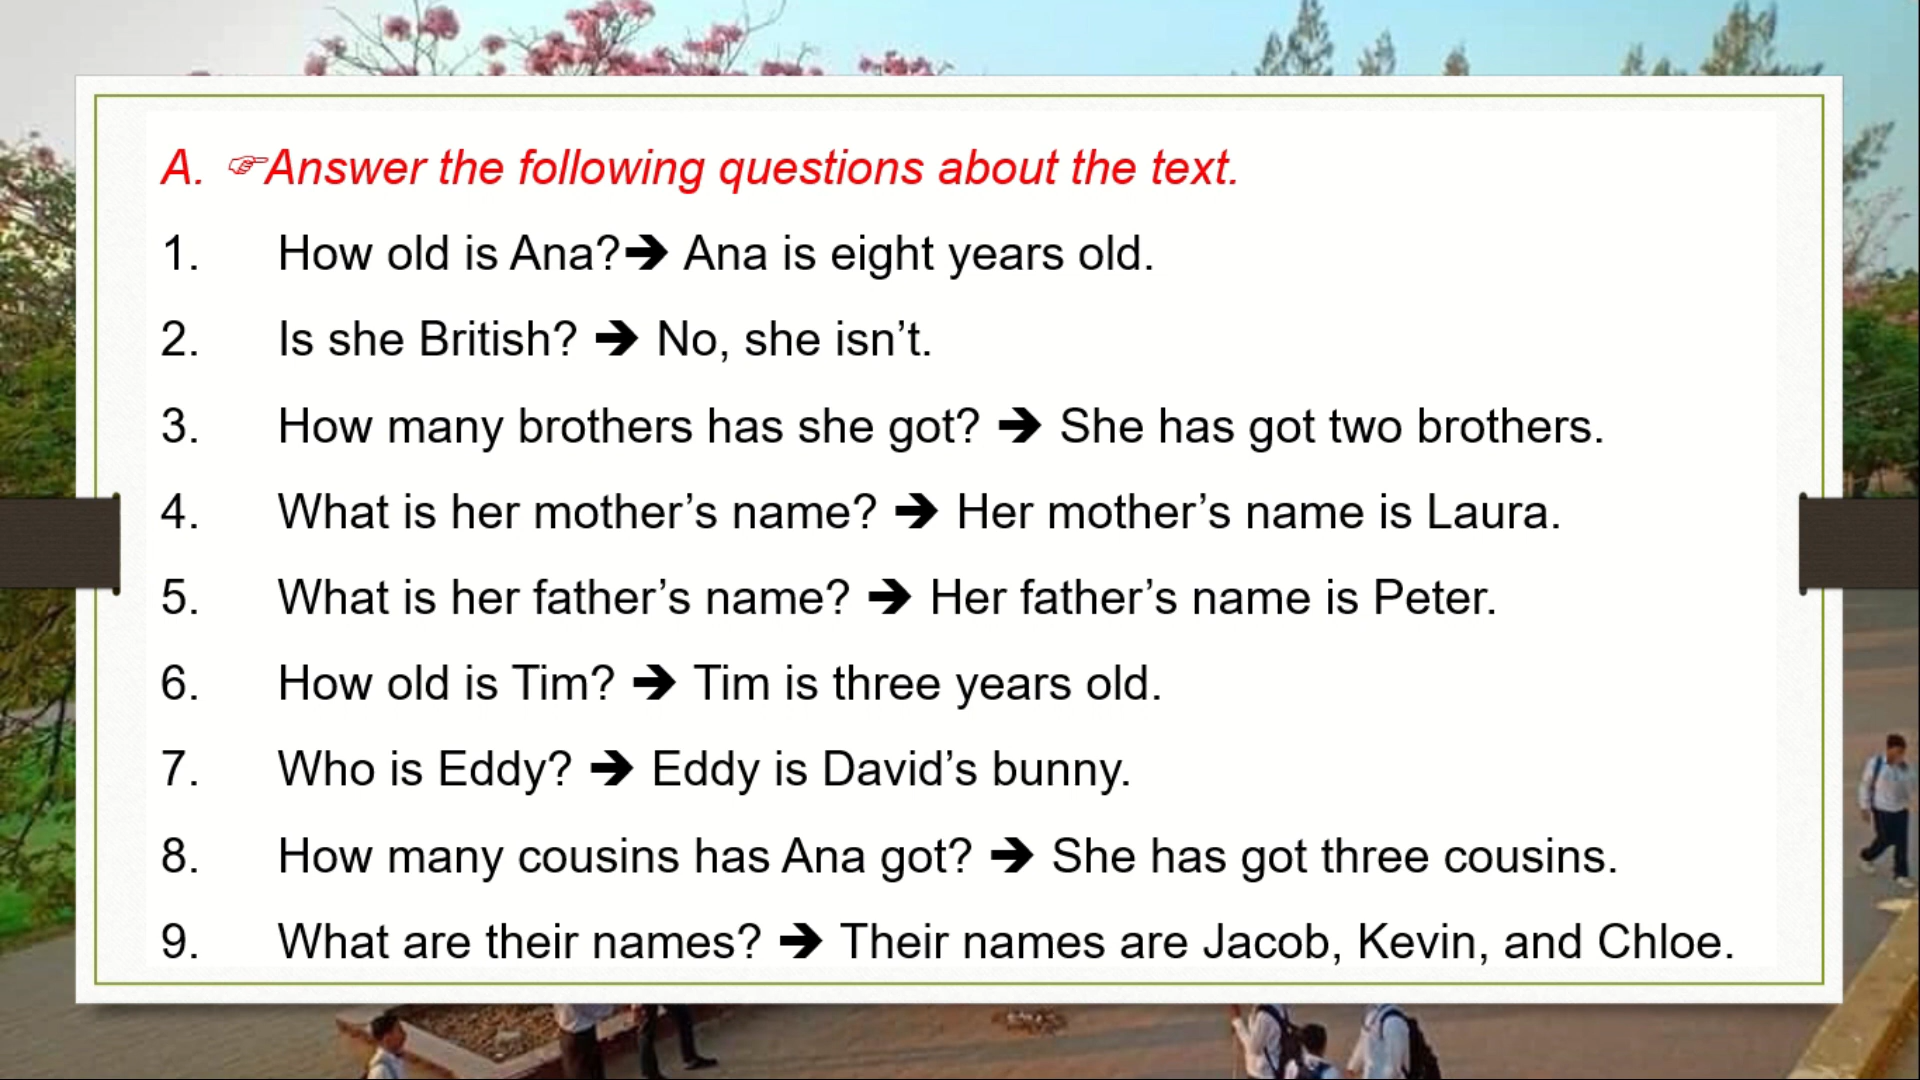 A. ☞Answer the following questions about the text.
1. How old is Ana?➔ Ana is eight years old.
2. Is she British? ➔ No, she isn’t.
3. How many brothers has she got? ➔ She has got two brothers.
4. What is her mother’s name? ➔ Her mother’s name is Laura.
5. What is her father’s name? ➔ Her father’s name is Peter.
6. How old is Tim? ➔ Tim is three years old.
7. Who is Eddy? ➔ Eddy is David’s bunny.
8. How many cousins has Ana got? ➔ She has got three cousins.
9. What are their names? ➔ Their names are Jacob, Kevin, and Chloe.